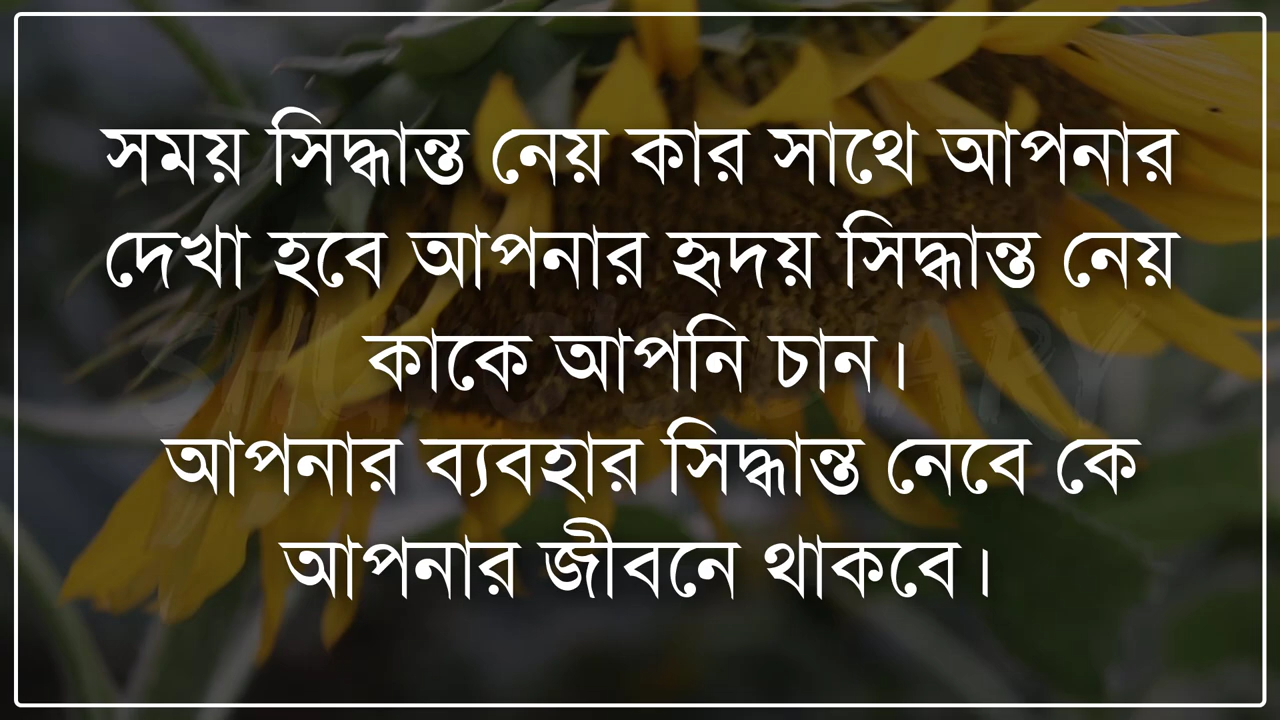 সময় সিদ্ধান্ত নেয় কার সাথে আপনার
দেখা হবে আপনার হৃদয় সিদ্ধান্ত নেয়
কাকে আপনি চান।
আপনার ব্যবহার সিদ্ধান্ত নেবে কে
আপনার জীবনে থাকবে।